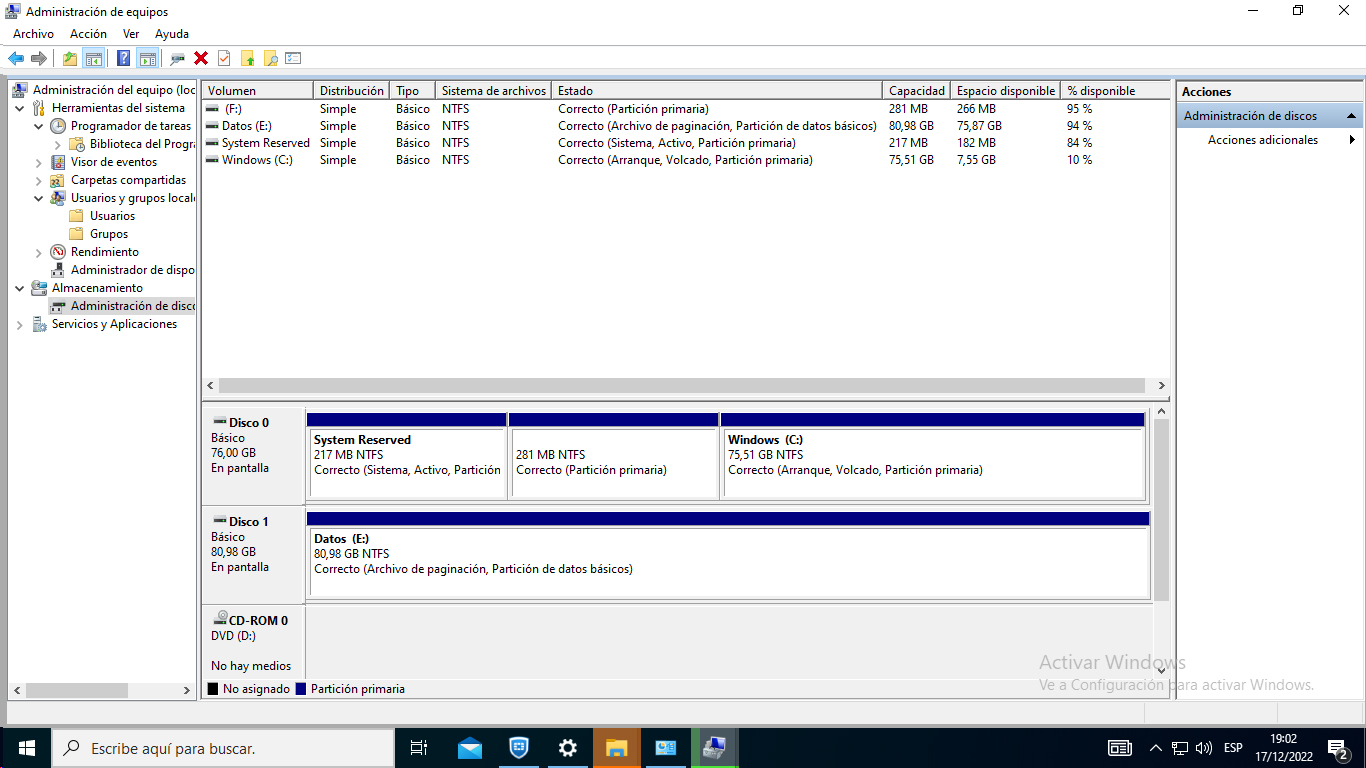 Administración de equipos
Archivo Acción Ver Ayuda
Administración del equipo (loc
Herramientas del sistema
Programador de tareas
Biblioteca del Progra
Visor de eventos
Carpetas compartidas
Usuarios y grupos locale
Usuarios
Grupos
Rendimiento
Administrador de dispo
Almacenamiento
Administración de disco
Servicios y Aplicaciones
Volumen Distribución Tipo Sistema de archivos Estado Capacidad Espacio disponible % disponible
(F:) Simple Básico NTFS Correcto (Partición primaria) 281 MB 266 MB 95 %
Datos (E:) Simple Básico NTFS Correcto (Archivo de paginación, Partición de datos básicos) 80,98 GB 75,87 GB 94 %
System Reserved Simple Básico NTFS Correcto (Sistema, Activo, Partición primaria) 217 MB 182 MB 84 %
Windows (C:) Simple Básico NTFS Correcto (Arranque, Volcado, Partición primaria) 75,51 GB 7,55 GB 10 %
Disco 0
Básico
76,00 GB
En pantalla
System Reserved
217 MB NTFS
Correcto (Sistema, Activo, Partición
281 MB NTFS
Correcto (Partición primaria)
Windows (C:)
75,51 GB NTFS
Correcto (Arranque, Volcado, Partición primaria)
Disco 1
Básico
80,98 GB
En pantalla
Datos (E:)
80,98 GB NTFS
Correcto (Archivo de paginación, Partición de datos básicos)
CD-ROM 0
DVD (D:)
No hay medios
No asignado Partición primaria
Acciones
Administración de discos
Acciones adicionales
Activar Windows
Ve a Configuración para activar Windows.
Escribe aquí para buscar.
ESP
19:02
17/12/2022
2